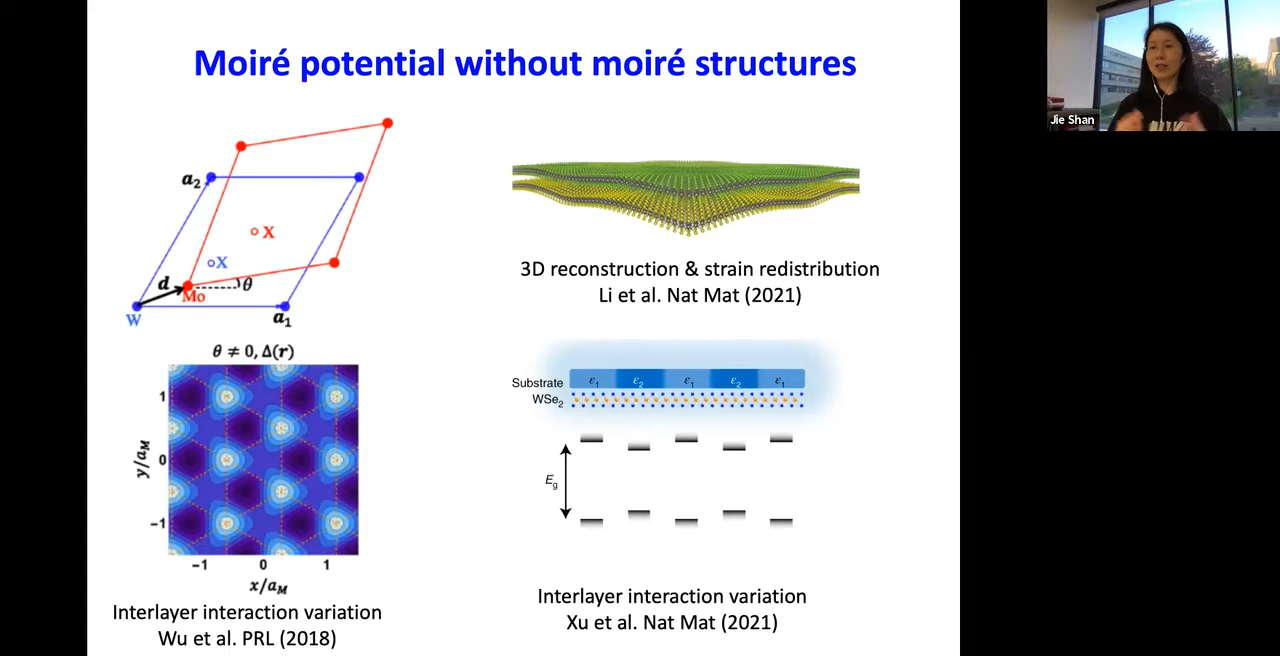 Moiré potential without moiré structures
a₂
X
X
d
θ
Mo
W
a₁
3D reconstruction & strain redistribution
Li et al. Nat Mat (2021)
θ ≠ 0, Δ(r)
1
0
−1
y/aM
−1 0 1
x/aM
Interlayer interaction variation
Wu et al. PRL (2018)
Substrate ε₁ ε₂ ε₁ ε₂ ε₁
WSe₂
Eg
Interlayer interaction variation
Xu et al. Nat Mat (2021)
Jie Shan